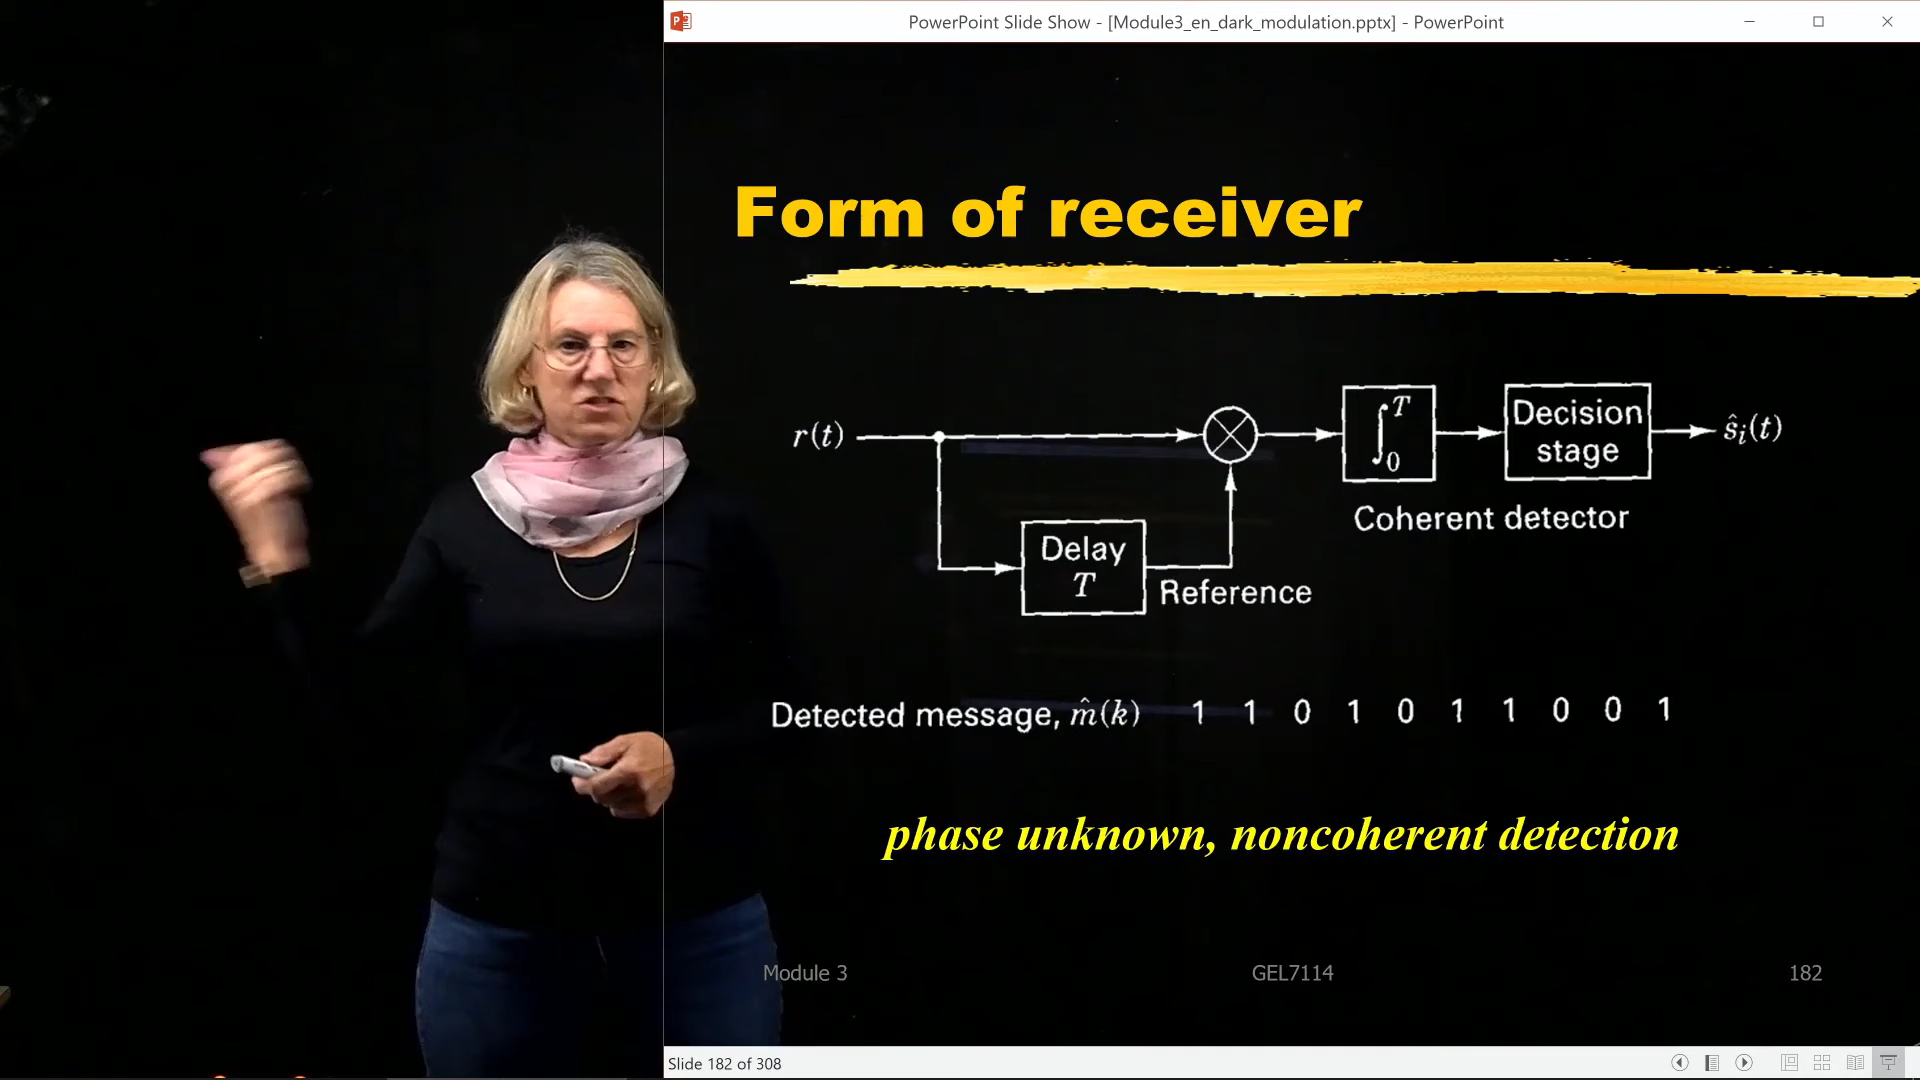 PowerPoint Slide Show - [Module3_en_dark_modulation.pptx] - PowerPoint
Form of receiver
r(t)
∫₀ᵀ
Decision
stage
ŝᵢ(t)
Coherent detector
Delay
T
Reference
Detected message, m̂(k) 1 1 0 1 0 1 1 0 0 1
phase unknown, noncoherent detection
Module 3 GEL7114 182
Slide 182 of 308